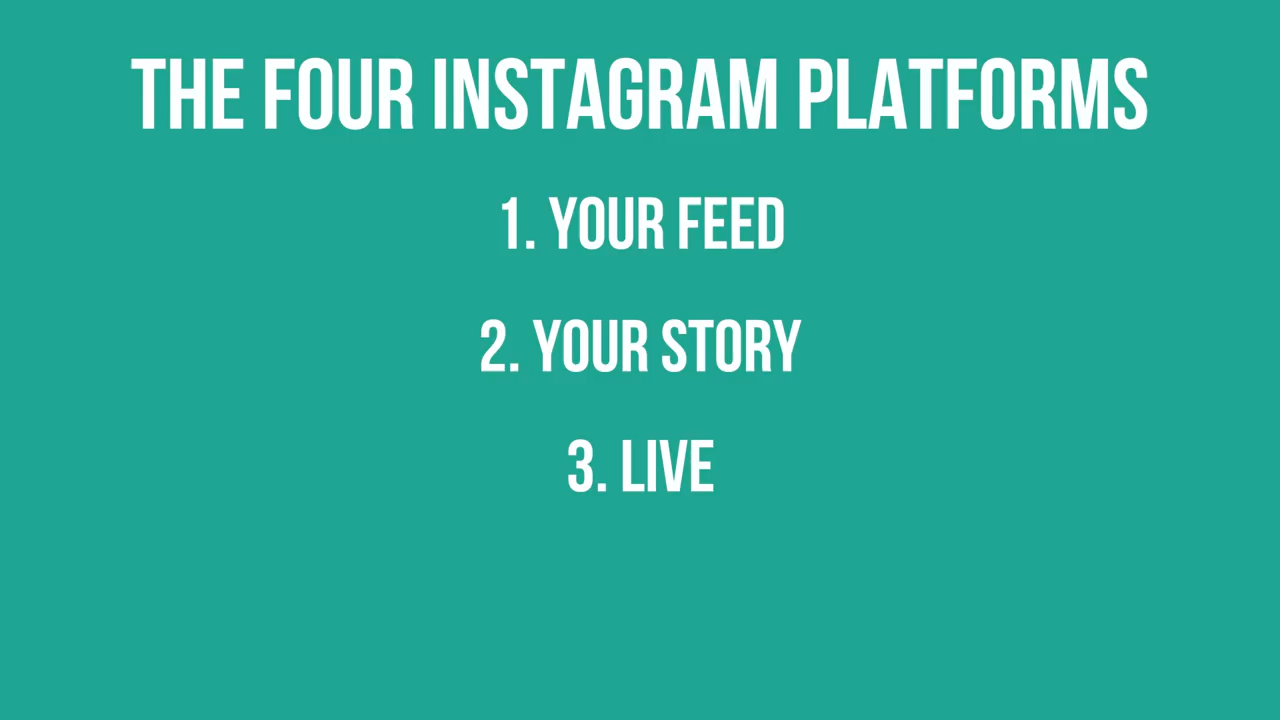 THE FOUR INSTAGRAM PLATFORMS
1. YOUR FEED
2. YOUR STORY
3. LIVE